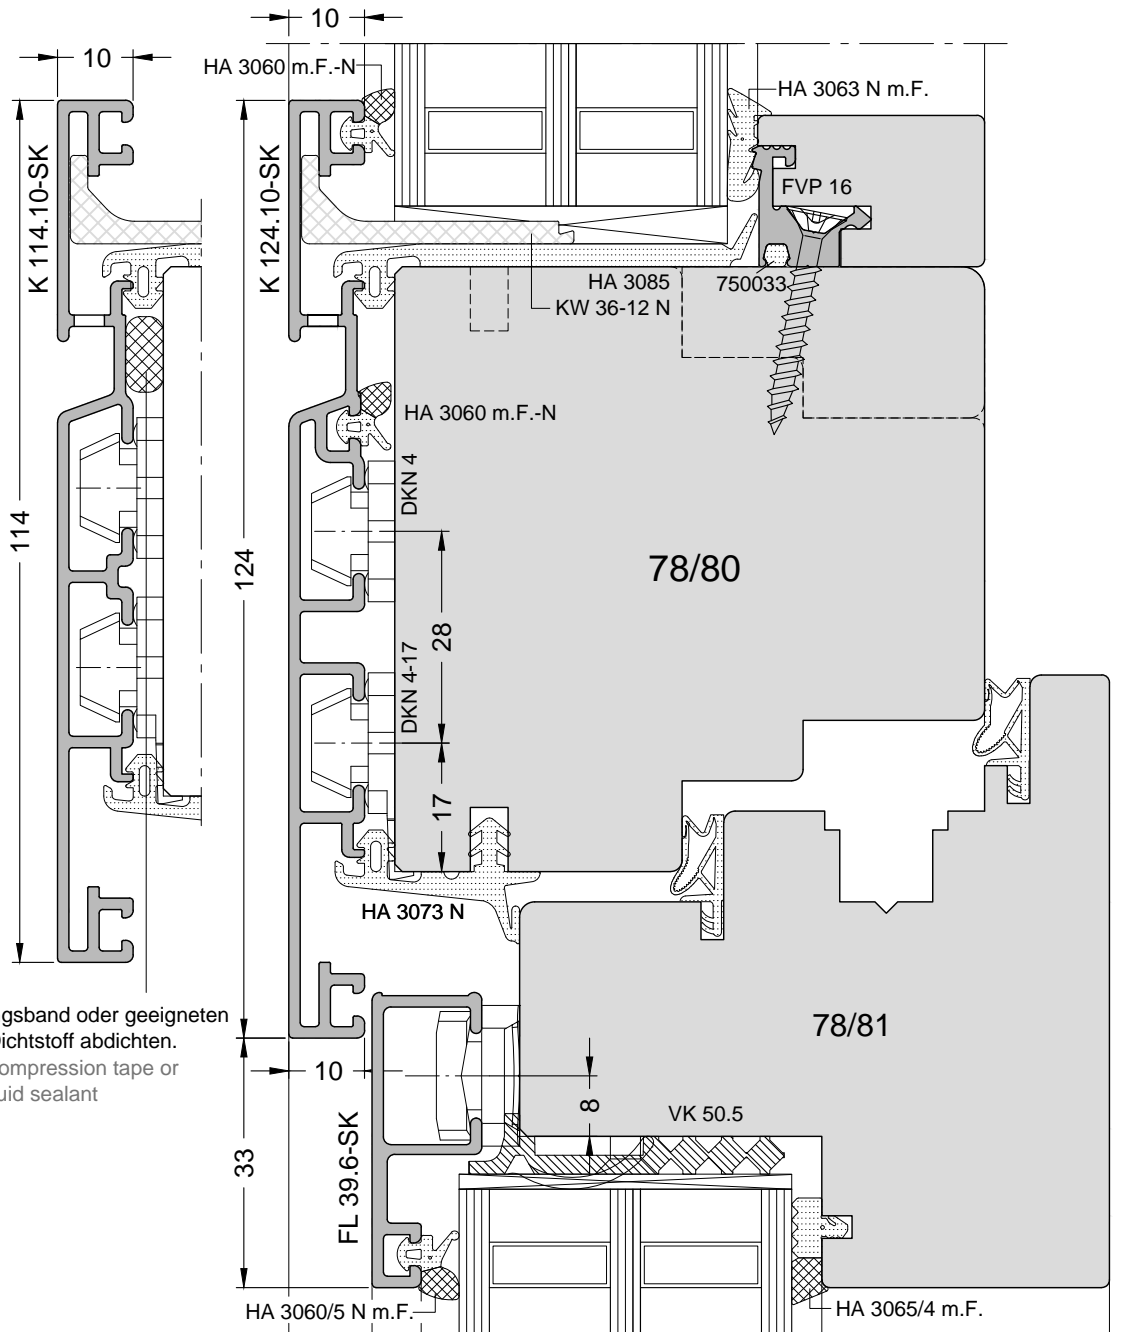 10
10
HA 3060 m.F.-N
HA 3063 N m.F.
K 114.10-SK
K 124.10-SK
FVP 16
HA 3085
750033
KW 36-12 N
HA 3060 m.F.-N
DKN 4
114
124
78/80
28
DKN 4-17
17
HA 3073 N
gsband oder geeigneten
ichtstoff abdichten.
ompression tape or
uid sealant
78/81
10
8
VK 50.5
33
FL 39.6-SK
HA 3060/5 N m.F.
HA 3065/4 m.F.